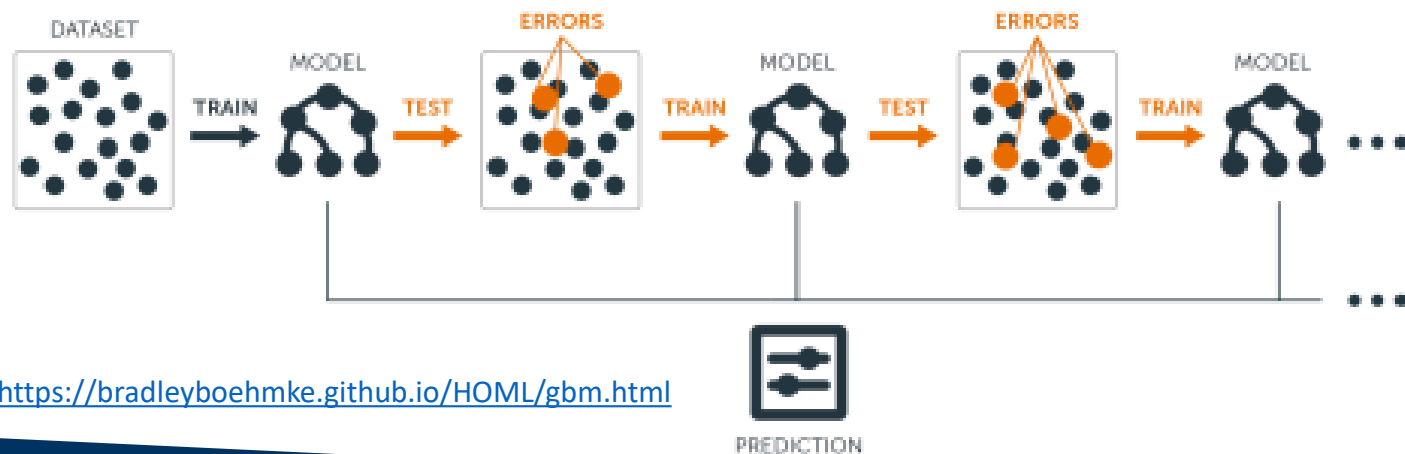 DATASET
MODEL
TRAIN
TEST
ERRORS
TRAIN
MODEL
TEST
ERRORS
TRAIN
MODEL
https://bradleyboehmke.github.io/HOML/gbm.html
PREDICTION